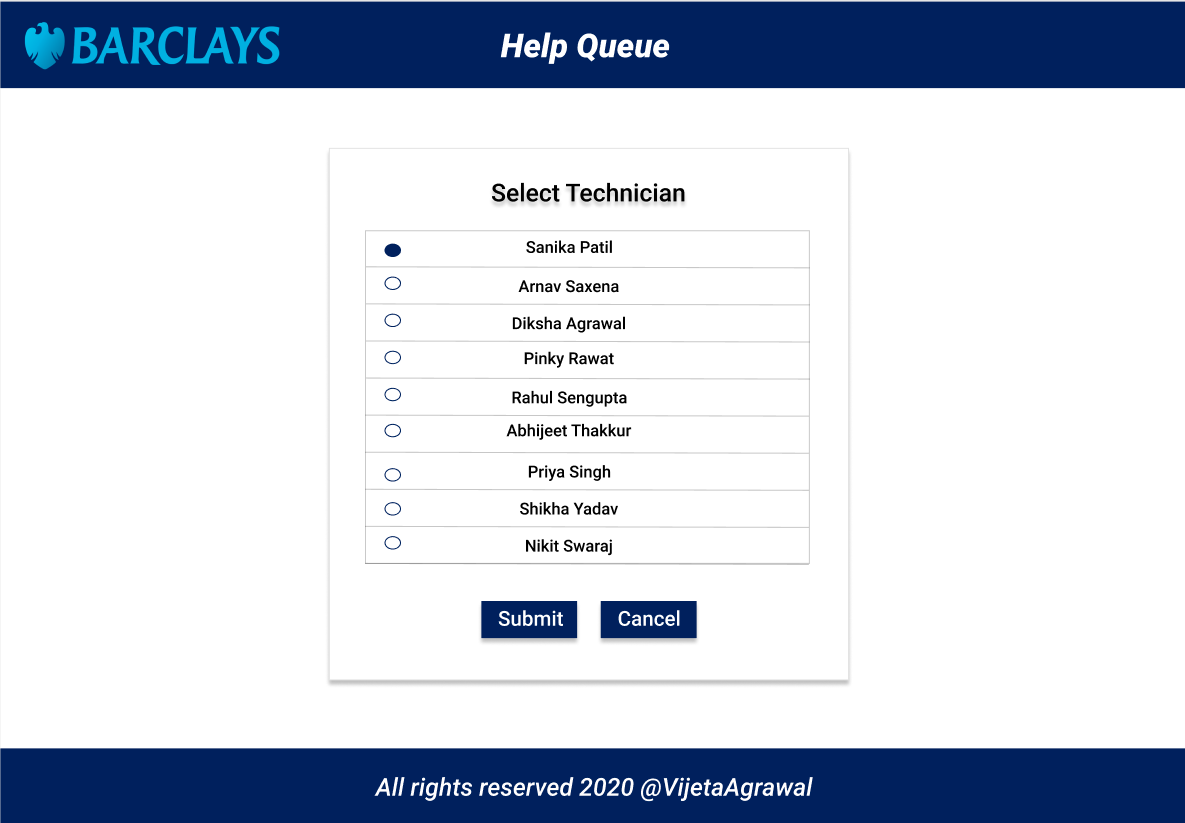 BARCLAYS
Help Queue
Select Technician
Sanika Patil
Arnav Saxena
Diksha Agrawal
Pinky Rawat
Rahul Sengupta
Abhijeet Thakkur
Priya Singh
Shikha Yadav
Nikit Swaraj
Submit Cancel
All rights reserved 2020 @VijetaAgrawal